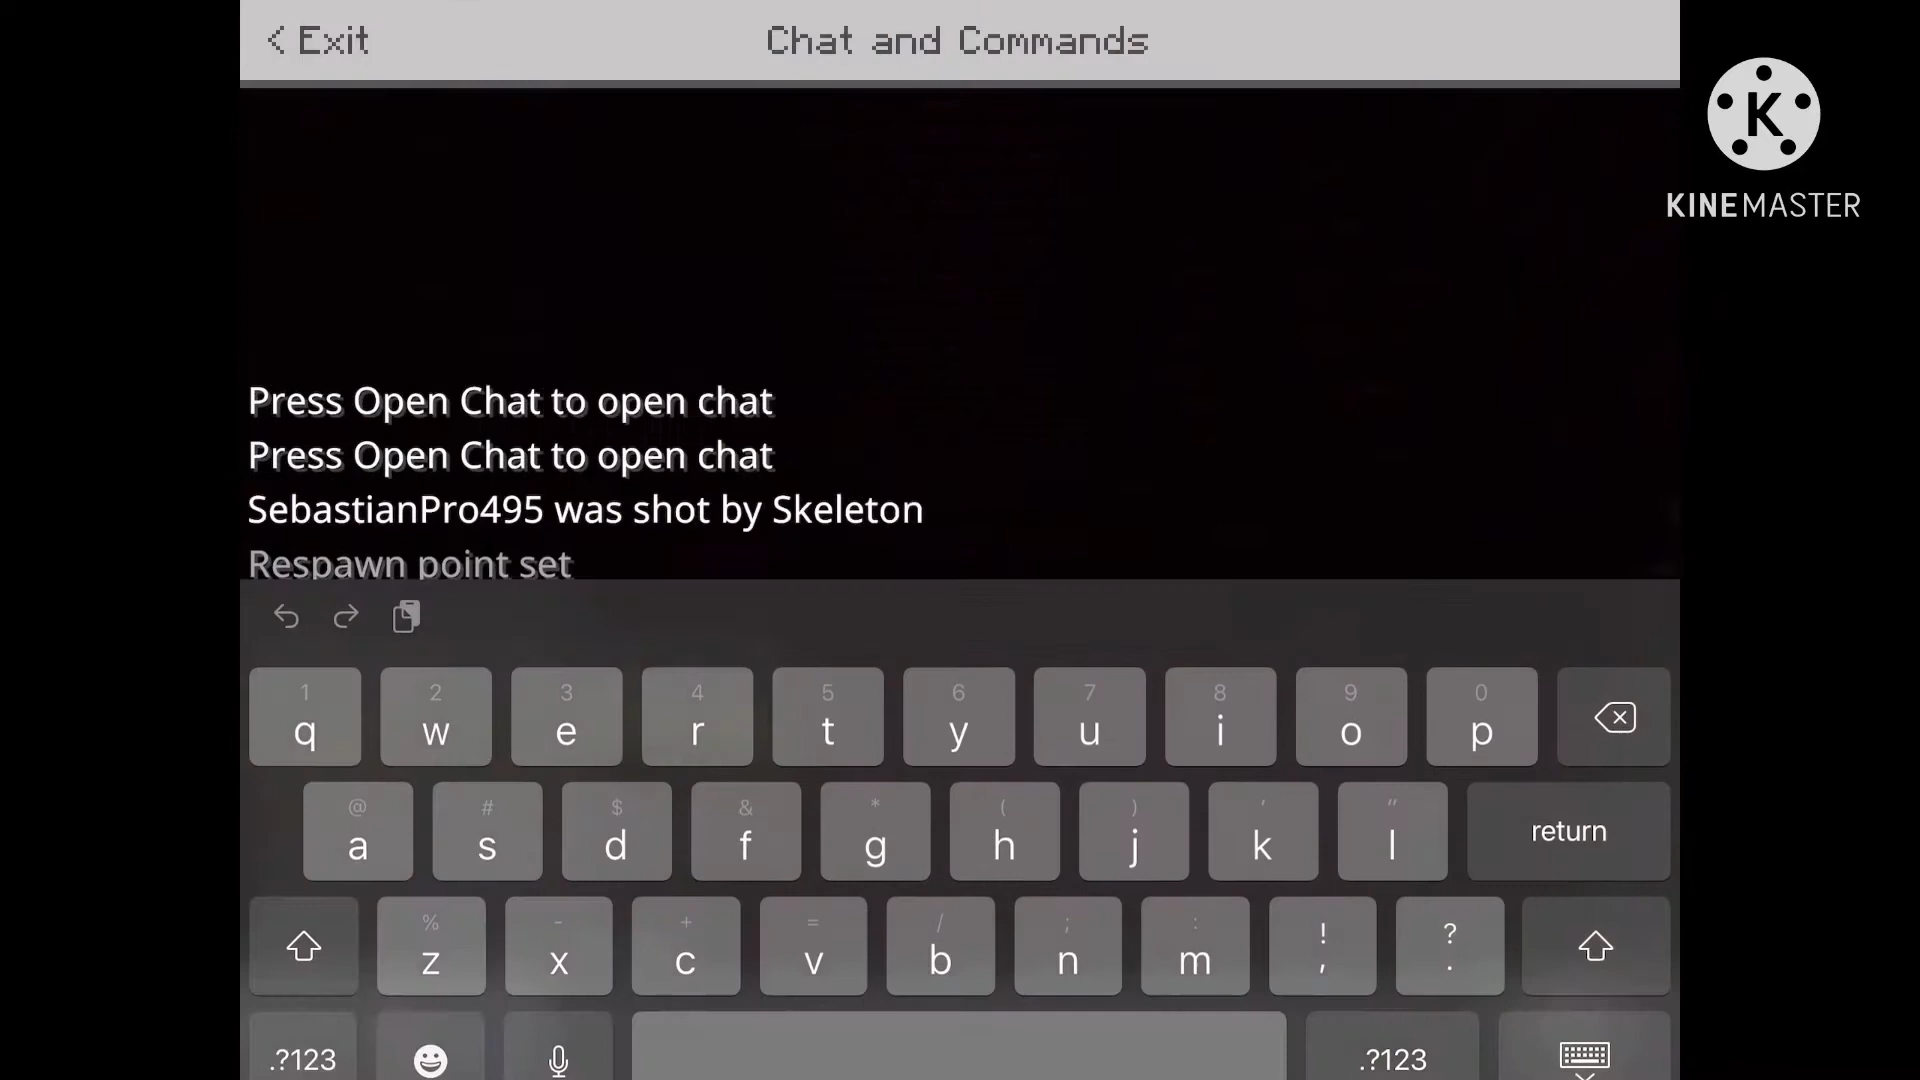 < Exit
Chat and Commands
K
KINEMASTER
Press Open Chat to open chat
Press Open Chat to open chat
SebastianPro495 was shot by Skeleton
Respawn point set
1 2 3 4 5 6 7 8 9 0
q w e r t y u i o p
@ # $ & * ( ) ' "
a s d f g h j k l return
% - + = / ; : ! ?
z x c v b n m , .
.?123 .?123